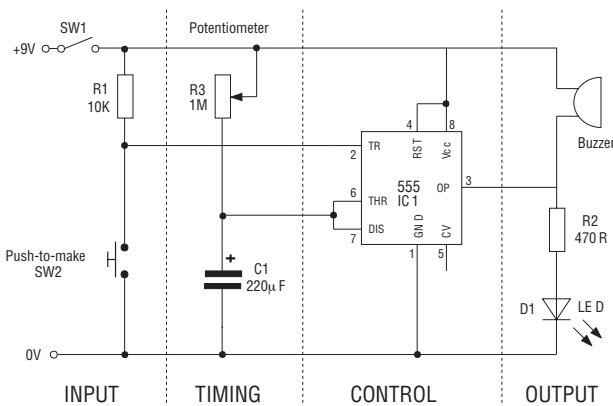 SW1
Potentiometer
+9V
R1
10K
R3
1M
4
8
RST
Vcc
Buzzer
2
TR
555
IC1
OP
3
6
THR
7
DIS
GND
CV
1
5
R2
470R
Push-to-make
SW2
+
C1
220µF
D1
LED
0V
INPUT
TIMING
CONTROL
OUTPUT